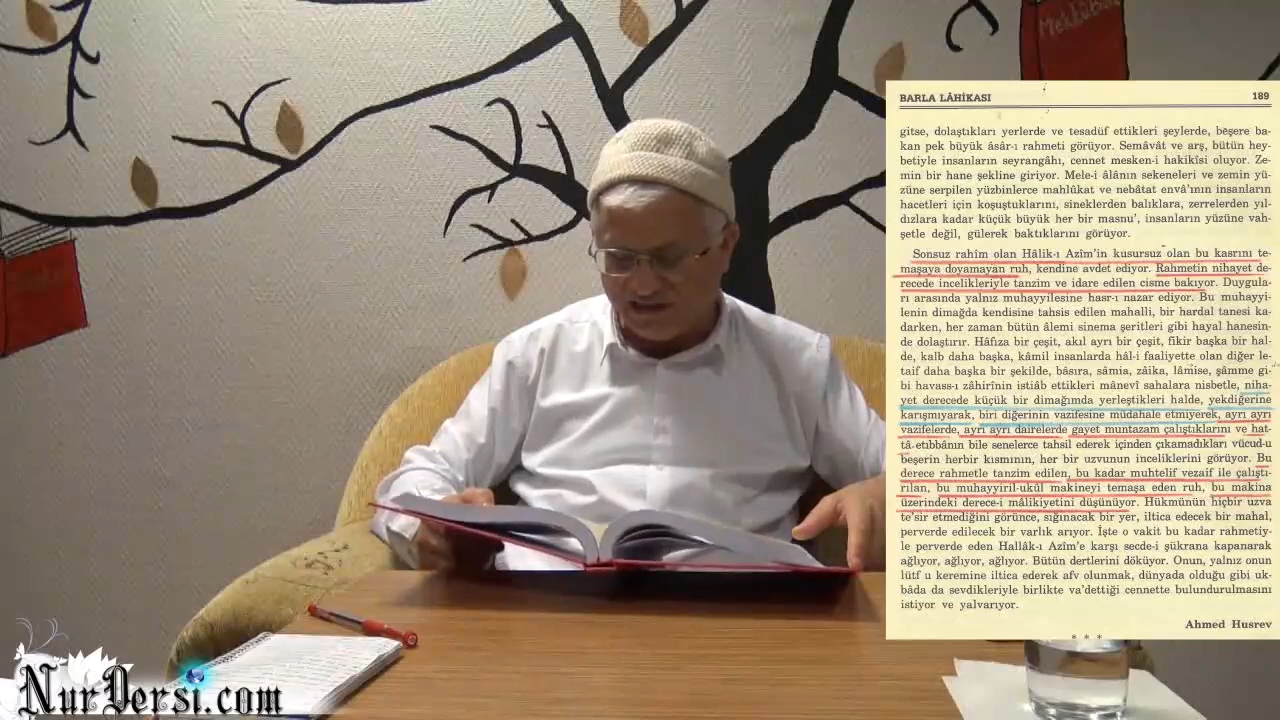 Mektûbat
BARLA LÂHİKASI 189
gitse, dolaştıkları yerlerde ve tesadüf ettikleri şeylerde, beşere ba-
kan pek büyük âsâr-ı rahmeti görüyor. Semâvât ve arş, bütün hey-
betiyle insanların seyrangâhı, cennet mesken-i hakikîsi oluyor. Ze-
min bir hane şekline giriyor. Mele-i âlânın sekeneleri ve zemin yü-
züne serpilen yüzbinlerce mahlûkat ve nebâtat envâ'ının insanların
hacetleri için koşuştuklarını, sineklerden balıklara, zerrelerden yıl-
dızlara kadar küçük büyük her bir masnu', insanların yüzüne vah-
şetle değil, gülerek baktıklarını görüyor.
Sonsuz rahîm olan Hâlik-ı Azîm'in kusursuz olan bu kasrını te-
maşaya doyamayan ruh, kendine avdet ediyor. Rahmetin nihayet de-
recede incelikleriyle tanzim ve idare edilen cisme bakıyor. Duygula-
rı arasında yalnız muhayyilesine hasr-ı nazar ediyor. Bu muhayyi-
lenin dimağda kendisine tahsis edilen mahalli, bir hardal tanesi ka-
darken, her zaman bütün âlemi sinema şeritleri gibi hayal hanesin-
de dolaştırır. Hâfıza bir çeşit, akıl ayrı bir çeşit, fikir başka bir hal-
de, kalb daha başka, kâmil insanlarda hâl-i faaliyette olan diğer le-
taif daha başka bir şekilde, bâsıra, sâmia, zâika, lâmise, şâmme gi-
bi havass-ı zâhirînin istiâb ettikleri mânevî sahalara nisbetle, niha-
yet derecede küçük bir dimağımda yerleştikleri halde, yekdiğerine
karışmıyarak, biri diğerinin vazifesine müdahale etmiyerek, ayrı ayrı
vazifelerde, ayrı ayrı dairelerde gayet muntazam çalıştıklarını ve hat-
tâ etıbbânın bile senelerce tahsil ederek içinden çıkamadıkları vücud-u
beşerin herbir kısmının, her bir uzvunun inceliklerini görüyor. Bu
derece rahmetle tanzim edilen, bu kadar muhtelif vezaif ile çalıştı-
rılan, bu muhayyiril-ukûl makineyi temaşa eden ruh, bu makina
üzerindeki derece-i mâlikiyetini düşünüyor. Hükmünün hiçbir uzva
te'sir etmediğini görünce, sığınacak bir yer, iltica edecek bir mahal,
perverde edilecek bir varlık arıyor. İşte o vakit bu kadar rahmetiy-
le perverde eden Hallâk-ı Azîm'e karşı secde-i şükrana kapanarak
ağlıyor, ağlıyor, ağlıyor. Bütün dertlerini döküyor. Onun, yalnız onun
lûtf u keremine iltica ederek afv olunmak, dünyada olduğu gibi uk-
bâda da sevdikleriyle birlikte va'dettiği cennette bulundurulmasını
istiyor ve yalvarıyor.
Ahmed Husrev
* * *
NurDersi.com